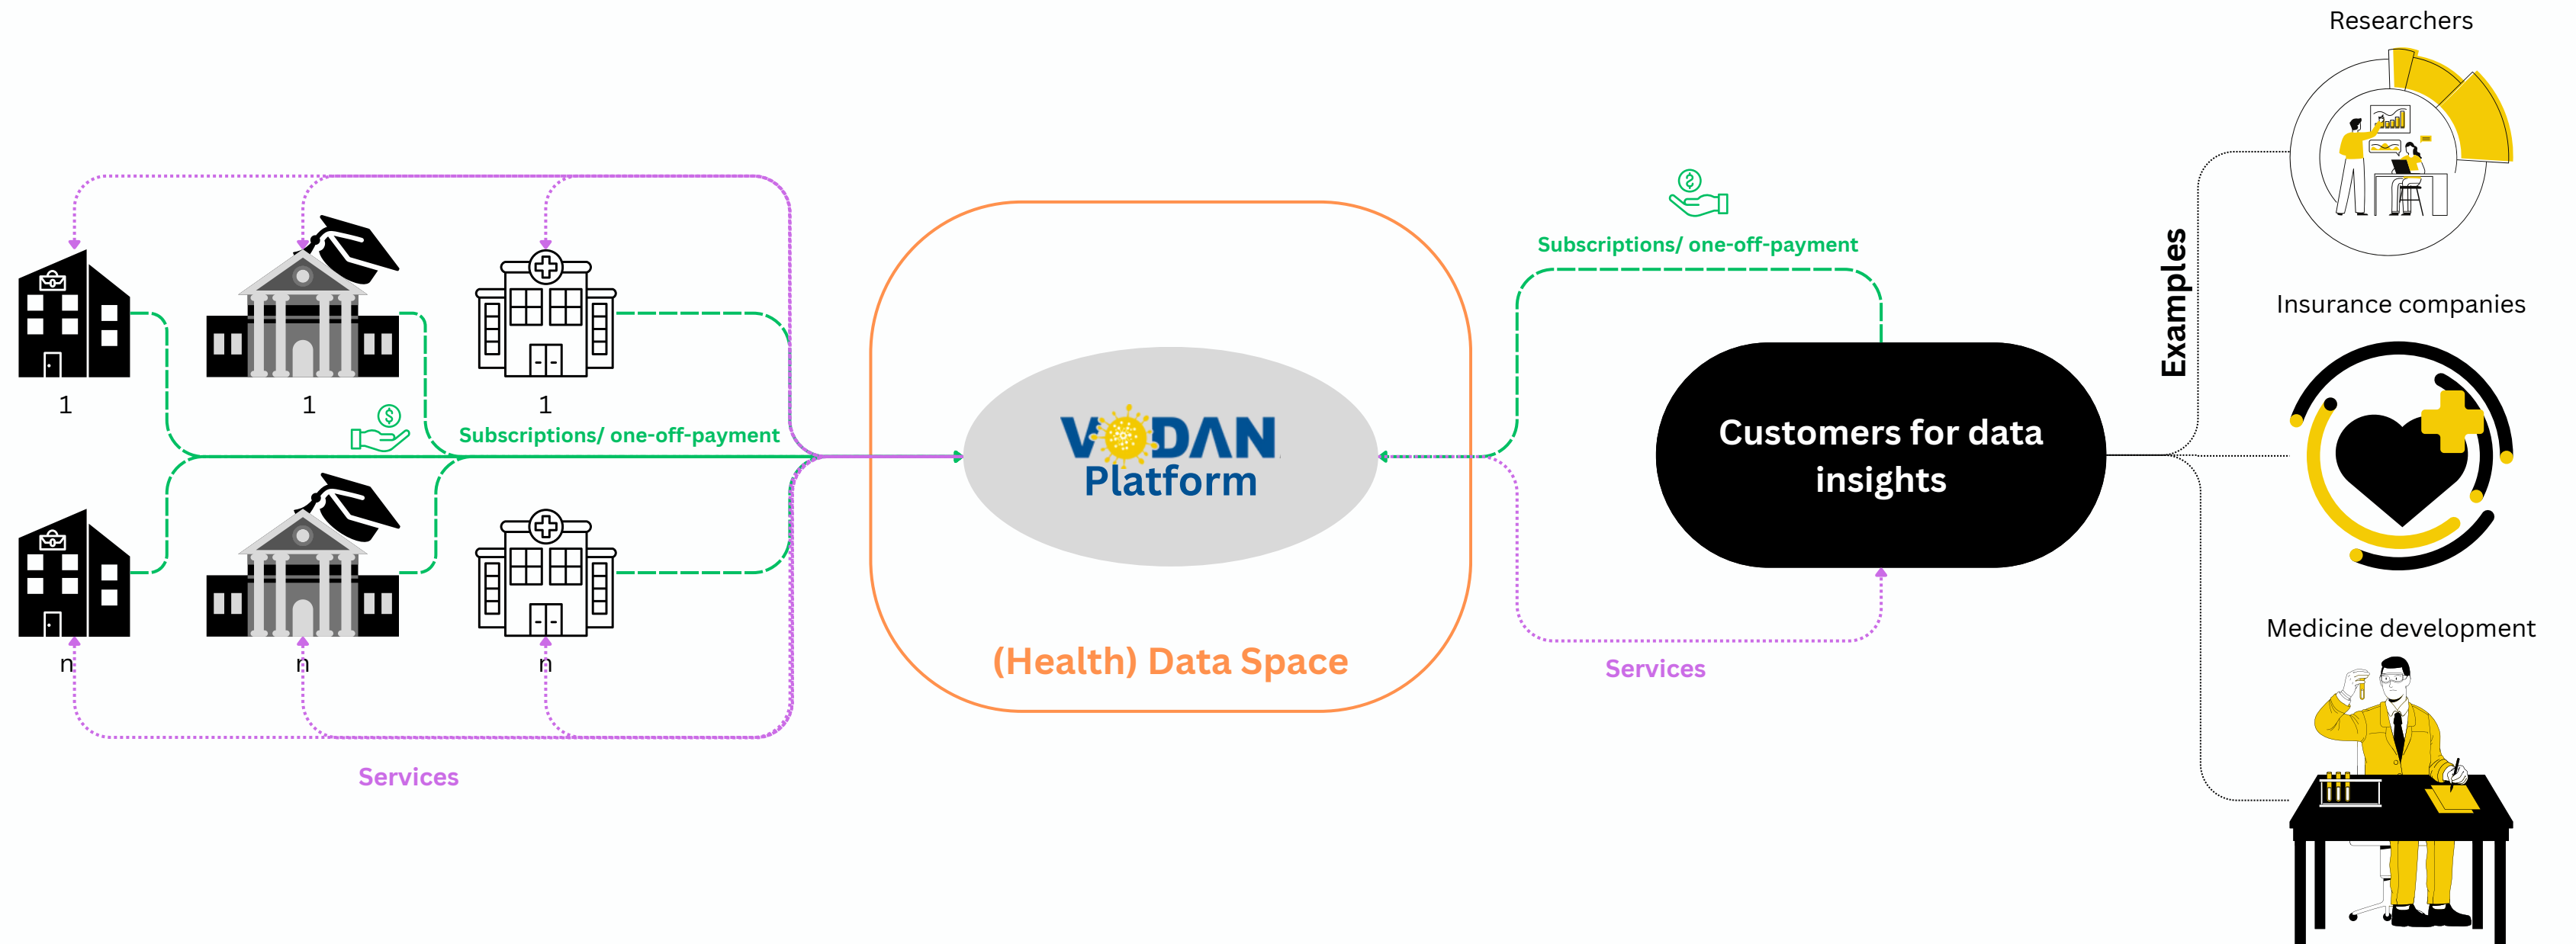 Researchers
Subscriptions/ one-off-payment
Examples
Insurance companies
1
1
1
Subscriptions/ one-off-payment
VODAN
Platform
Customers for data
insights
n
n
n
(Health) Data Space
Services
Medicine development
Services